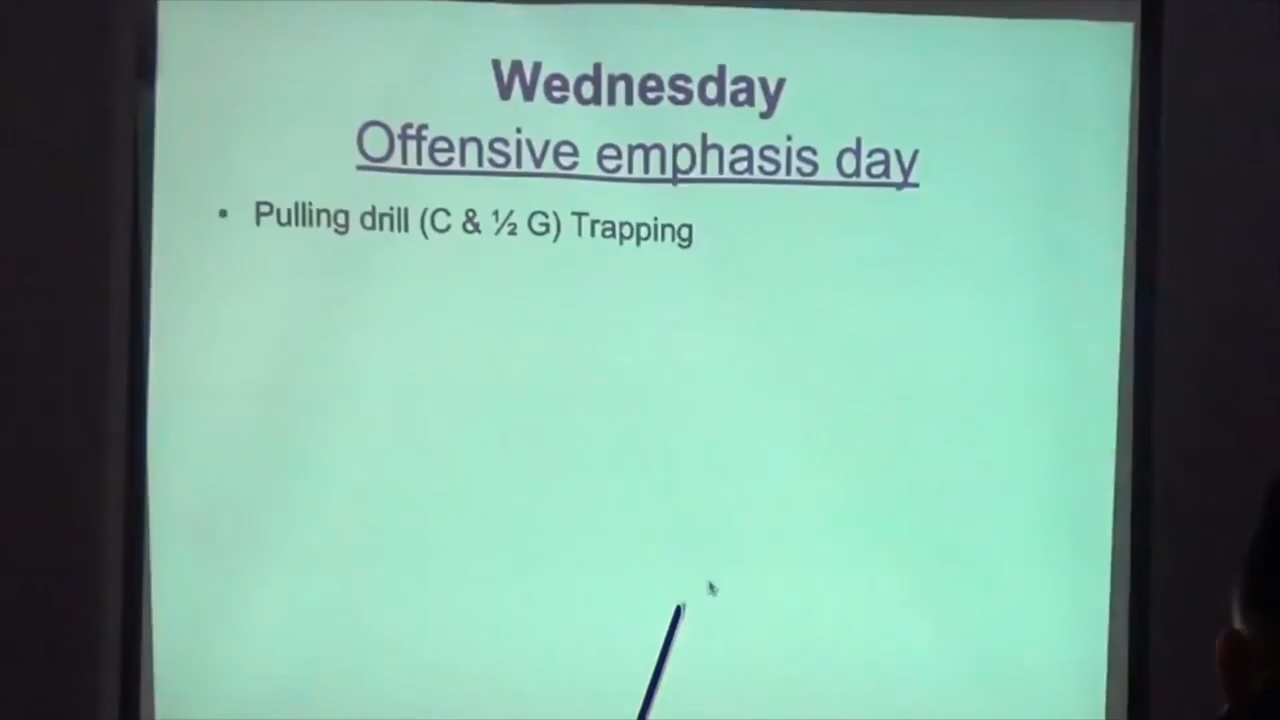 Wednesday
Offensive emphasis day
• Pulling drill (C & ½ G) Trapping